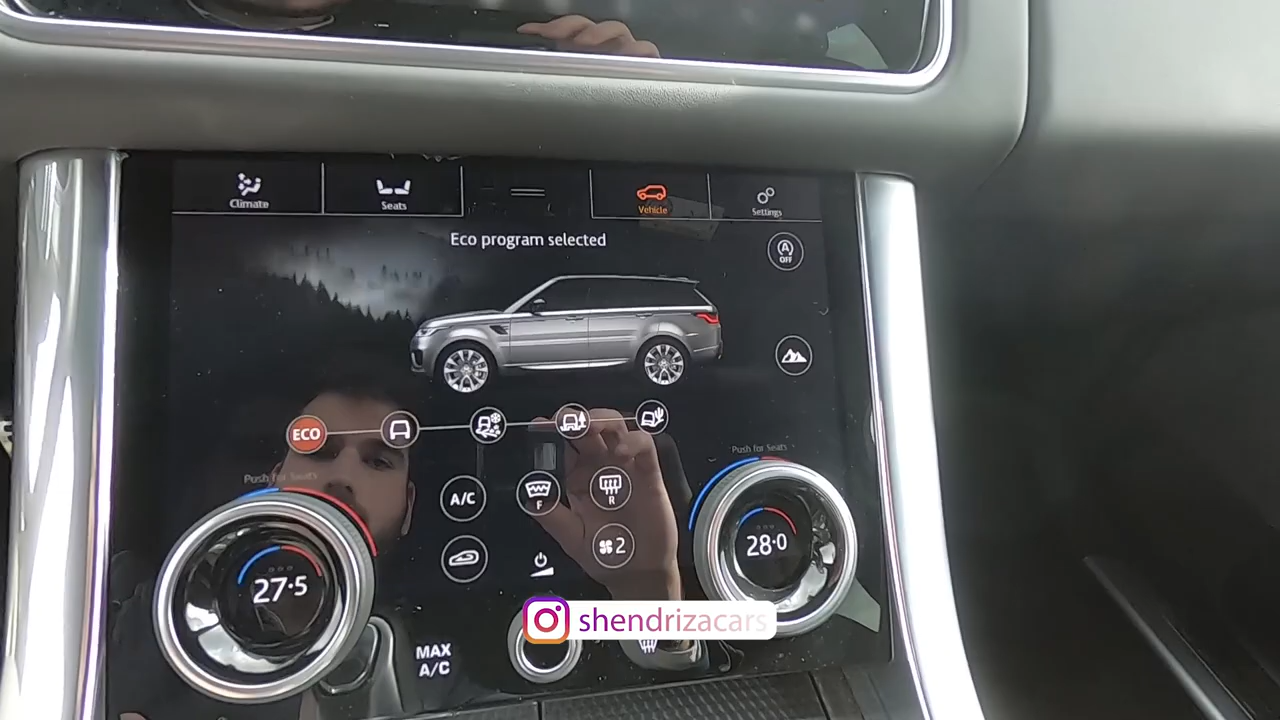 Climate
Seats
Vehicle
Settings
Eco program selected
A
OFF
ECO
Push for Seats
Push for Seats
A/C
F
R
2
27.5
28.0
MAX
A/C
shendrizacars